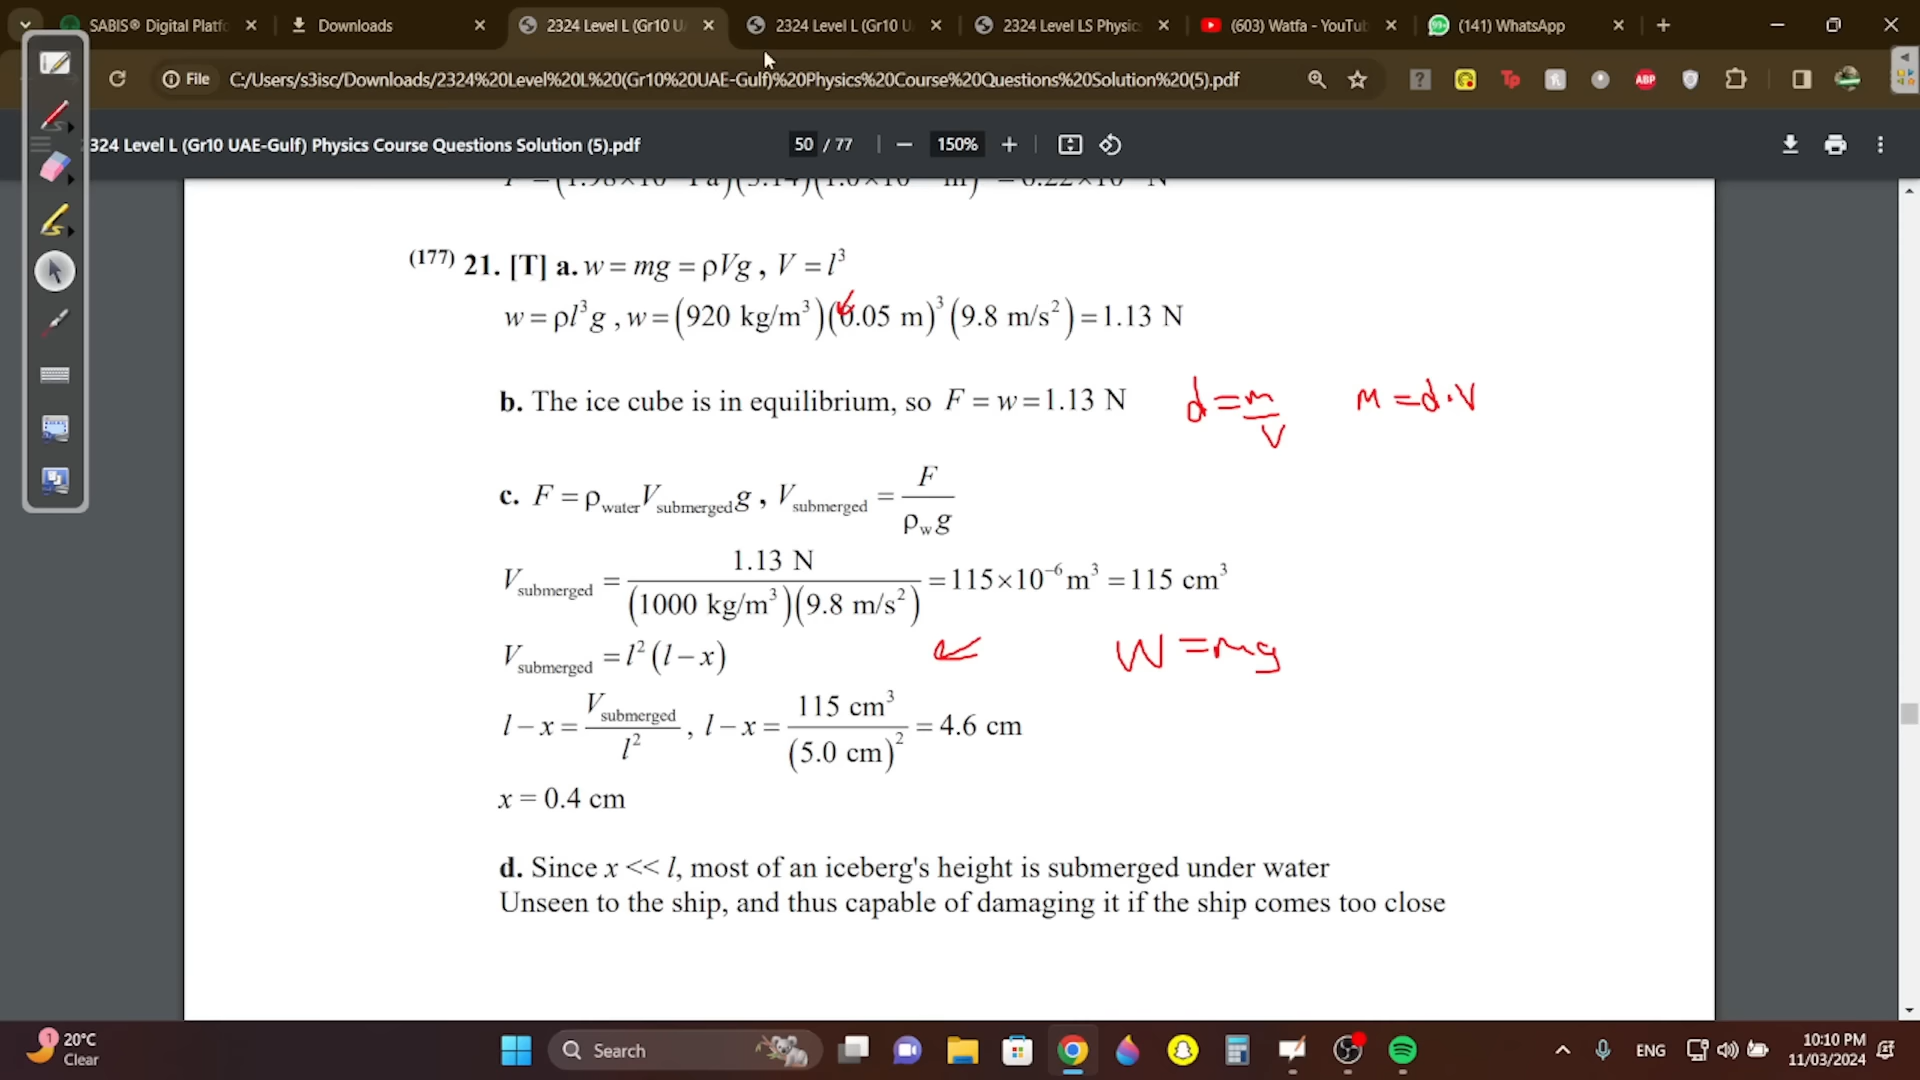 SABIS® Digital Platfo
Downloads
2324 Level L (Gr10 UA
2324 Level L (Gr10 U
2324 Level LS Physic
(603) Watfa - YouTub
(141) WhatsApp
File C:/Users/s3isc/Downloads/2324%20Level%20L%20(Gr10%20UAE-Gulf)%20Physics%20Course%20Questions%20Solution%20(5).pdf
324 Level L (Gr10 UAE-Gulf) Physics Course Questions Solution (5).pdf
50 / 77
150%
(177) 21. [T] a. w = mg = ρVg , V = l³
w = ρl³g , w = (920 kg/m³)(0.05 m)³(9.8 m/s²) = 1.13 N
b. The ice cube is in equilibrium, so F = w = 1.13 N
d = m/V m = d.V
c. F = ρwater Vsubmerged g , Vsubmerged = F/ρw g
Vsubmerged = 1.13 N/(1000 kg/m³)(9.8 m/s²) = 115×10⁻⁶ m³ = 115 cm³
Vsubmerged = l²(l − x)
W = mg
l − x = Vsubmerged/l² , l − x = 115 cm³/(5.0 cm)² = 4.6 cm
x = 0.4 cm
d. Since x << l, most of an iceberg's height is submerged under water
Unseen to the ship, and thus capable of damaging it if the ship comes too close
1
20°C
Clear
Search
ENG
10:10 PM
11/03/2024